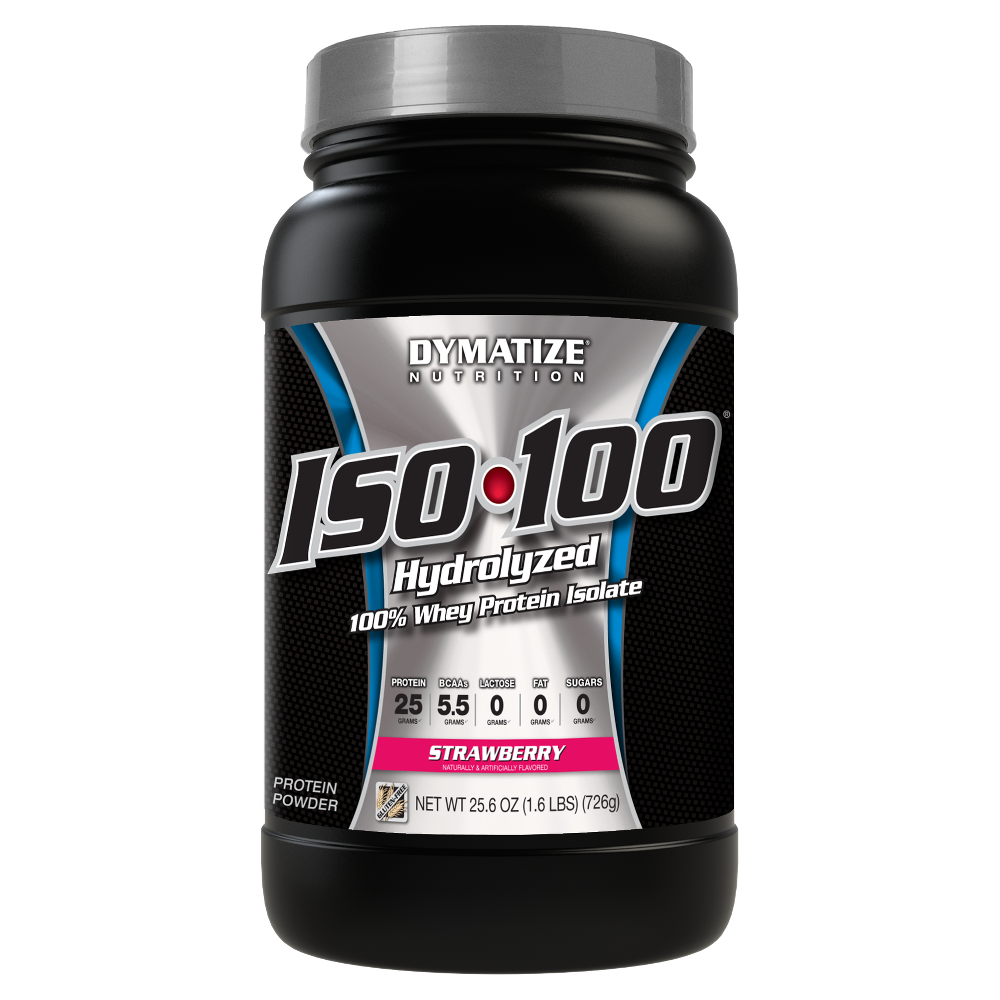 DYMATIZE®
NUTRITION
ISO•100®
Hydrolyzed
100% Whey Protein Isolate
PROTEIN BCAAs LACTOSE FAT SUGARS
25 5.5 0 0 0
GRAMS GRAMS GRAMS GRAMS GRAMS
STRAWBERRY
NATURALLY & ARTIFICIALLY FLAVORED
PROTEIN
POWDER
GLUTEN-FREE
NET WT 25.6 OZ (1.6 LBS) (726g)